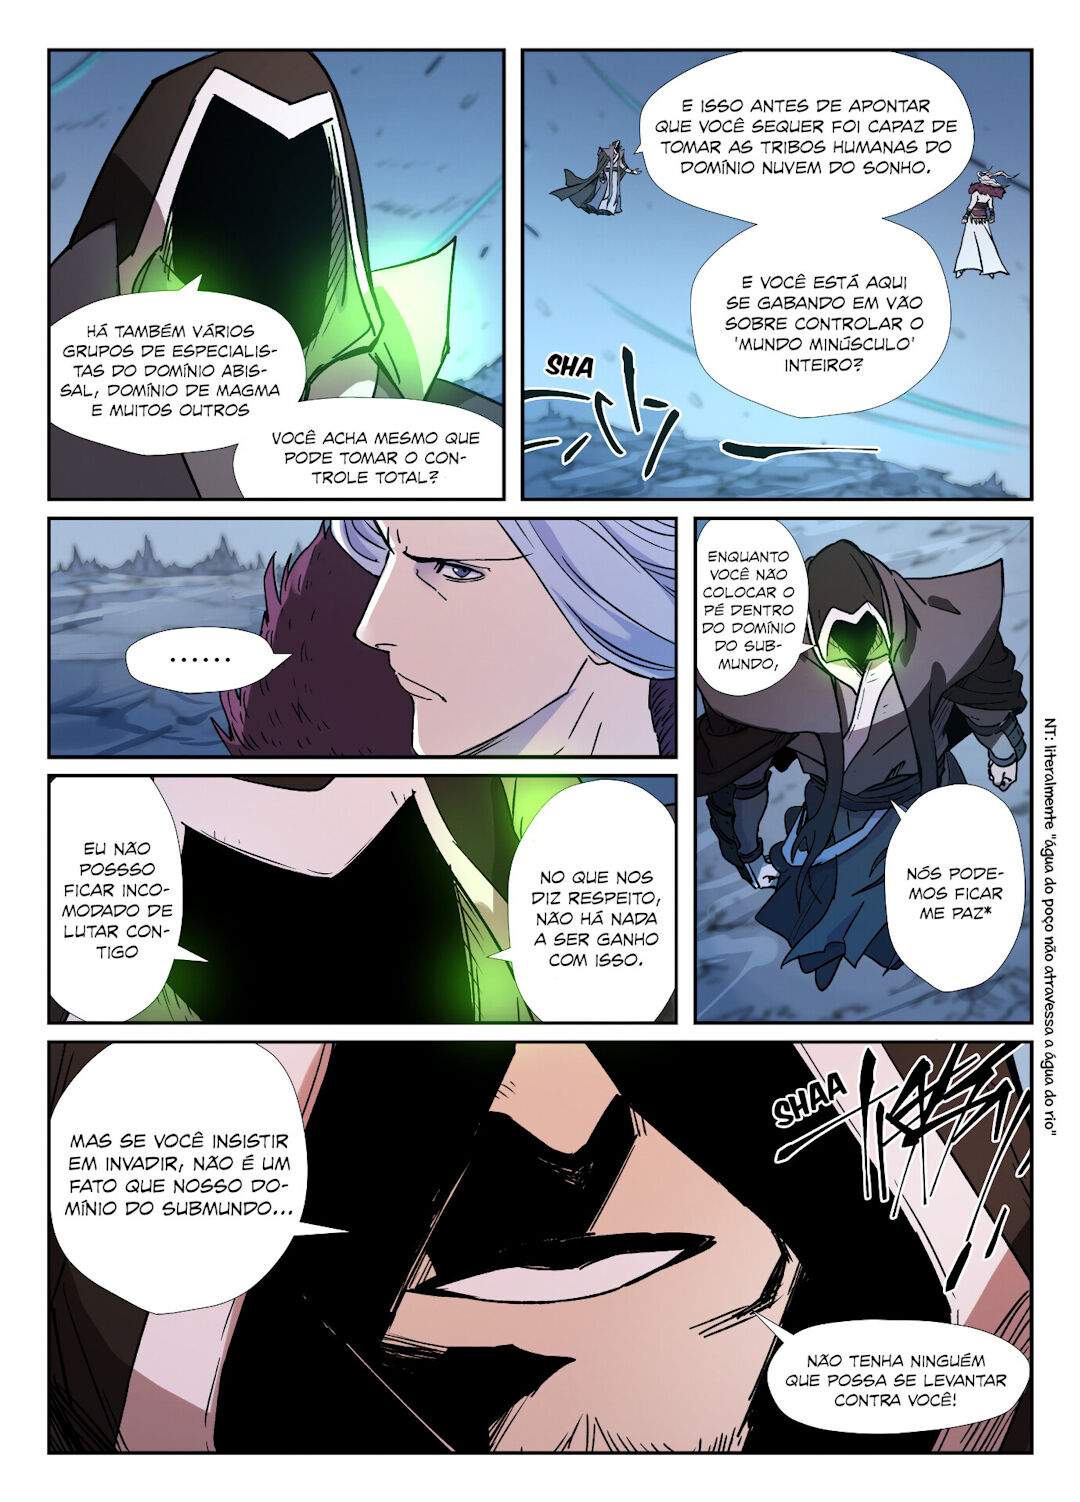 HÁ TAMBÉM VÁRIOS
GRUPOS DE ESPECIALIS-
TAS DO DOMÍNIO ABIS-
SAL, DOMÍNIO DE MAGMA
E MUITOS OUTROS
VOCÊ ACHA MESMO QUE
PODE TOMAR O CON-
TROLE TOTAL?
E ISSO ANTES DE APONTAR
QUE VOCÊ SEQUER FOI CAPAZ DE
TOMAR AS TRIBOS HUMANAS DO
DOMÍNIO NUVEM DO SONHO.
E VOCÊ ESTÁ AQUI
SE GABANDO EM VÃO
SOBRE CONTROLAR O
'MUNDO MINÚSCULO'
INTEIRO?
SHA
......
ENQUANTO
VOCÊ NÃO
COLOCAR O
PÉ DENTRO
DO DOMÍNIO
DO SUB-
MUNDO,
NÓS PODE-
MOS FICAR
ME PAZ*
NT: literalmente "água do poço não atravessa a água do rio"
EU NÃO
POSSSO
FICAR INCO-
MODADO DE
LUTAR CON-
TIGO
NO QUE NOS
DIZ RESPEITO,
NÃO HÁ NADA
A SER GANHO
COM ISSO.
MAS SE VOCÊ INSISTIR
EM INVADIR, NÃO É UM
FATO QUE NOSSO DO-
MÍNIO DO SUBMUNDO...
SHAA
NÃO TENHA NINGUÉM
QUE POSSA SE LEVANTAR
CONTRA VOCÊ!